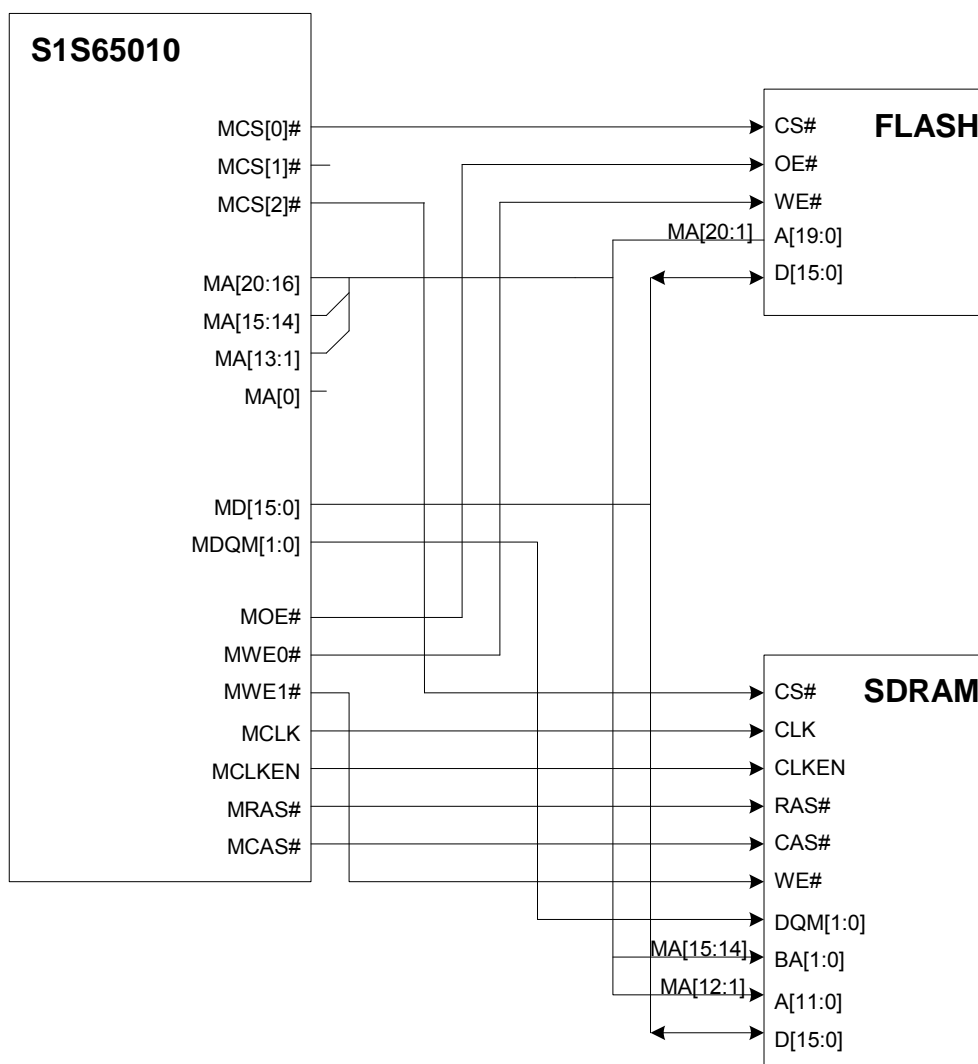 S1S65010
MCS[0]#
MCS[1]#
MCS[2]#
MA[20:16]
MA[15:14]
MA[13:1]
MA[0]
MD[15:0]
MDQM[1:0]
MOE#
MWE0#
MWE1#
MCLK
MCLKEN
MRAS#
MCAS#
FLASH
CS#
OE#
WE#
MA[20:1] A[19:0]
D[15:0]
SDRAM
CS#
CLK
CLKEN
RAS#
CAS#
WE#
DQM[1:0]
MA[15:14] BA[1:0]
MA[12:1] A[11:0]
D[15:0]